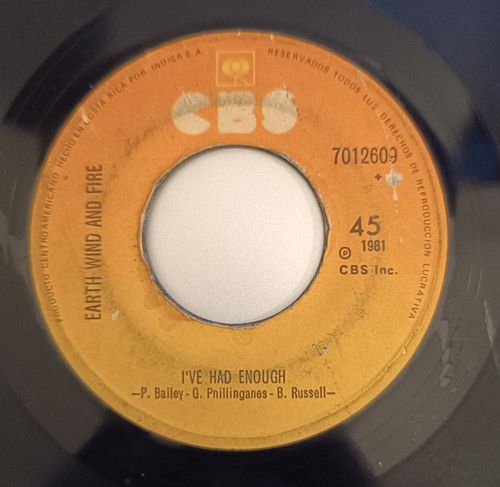 PRODUCTO CENTROAMERICANO HECHO EN COSTA RICA POR INDICA S.A.
RESERVADOS TODOS LOS DERECHOS DE REPRODUCCION LUCRATIVA
CBS
EARTH WIND AND FIRE
7012609
+ +
45
℗ 1981
CBS Inc.
I'VE HAD ENOUGH
—P. Bailey - G. Pnillinganes - B. Russell—